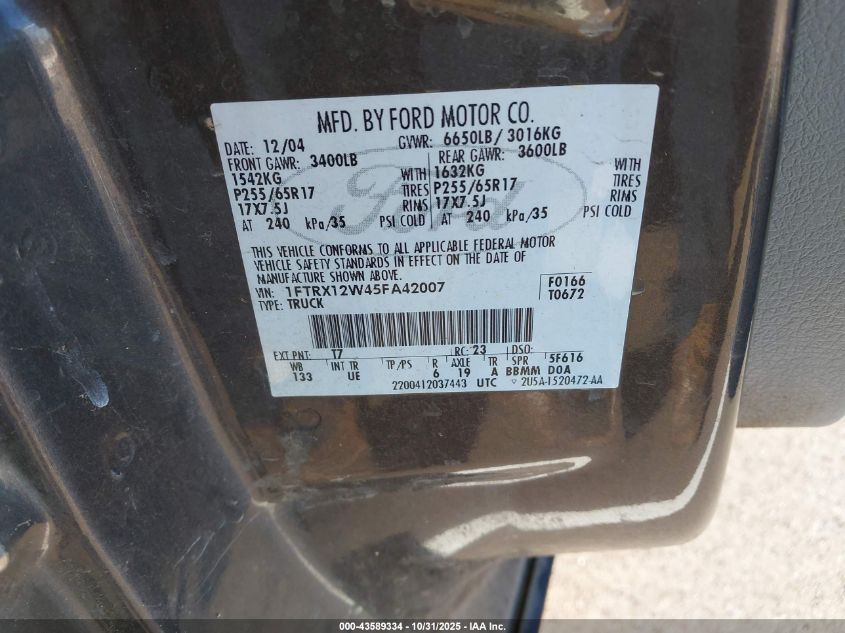 MFD. BY FORD MOTOR CO.
DATE: 12/04 GVWR: 6650LB/ 3016KG
FRONT GAWR: 3400LB REAR GAWR: 3600LB
1542KG WITH 1632KG WITH
P255/65R17 TIRES P255/65R17 TIRES
17X7.5J RIMS 17X7.5J RIMS
AT 240 kPa/35 PSI COLD AT 240 kPa/35 PSI COLD
Ford
THIS VEHICLE CONFORMS TO ALL APPLICABLE FEDERAL MOTOR
VEHICLE SAFETY STANDARDS IN EFFECT ON THE DATE OF
MANUFACTURE SHOWN ABOVE.
VIN: 1FTRX12W45FA42007 F0166
TYPE: TRUCK T0672
EXT PNT: T7 RC: 23 DSO:
WB INT TR TP/PS R AXLE TR SPR 5F616
133 UE 6 19 A BBMM DOA
2200412037443 UTC 2U5A-1520472-AA
000-43589334 - 10/31/2025 - IAA Inc.